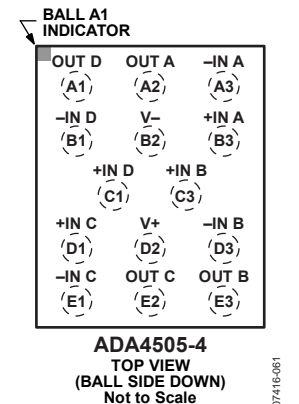 BALL A1
INDICATOR
OUT D OUT A –IN A
A1 A2 A3
–IN D V– +IN A
B1 B2 B3
+IN D +IN B
C1 C3
+IN C V+ –IN B
D1 D2 D3
–IN C OUT C OUT B
E1 E2 E3
ADA4505-4
TOP VIEW
(BALL SIDE DOWN)
Not to Scale
07416-061